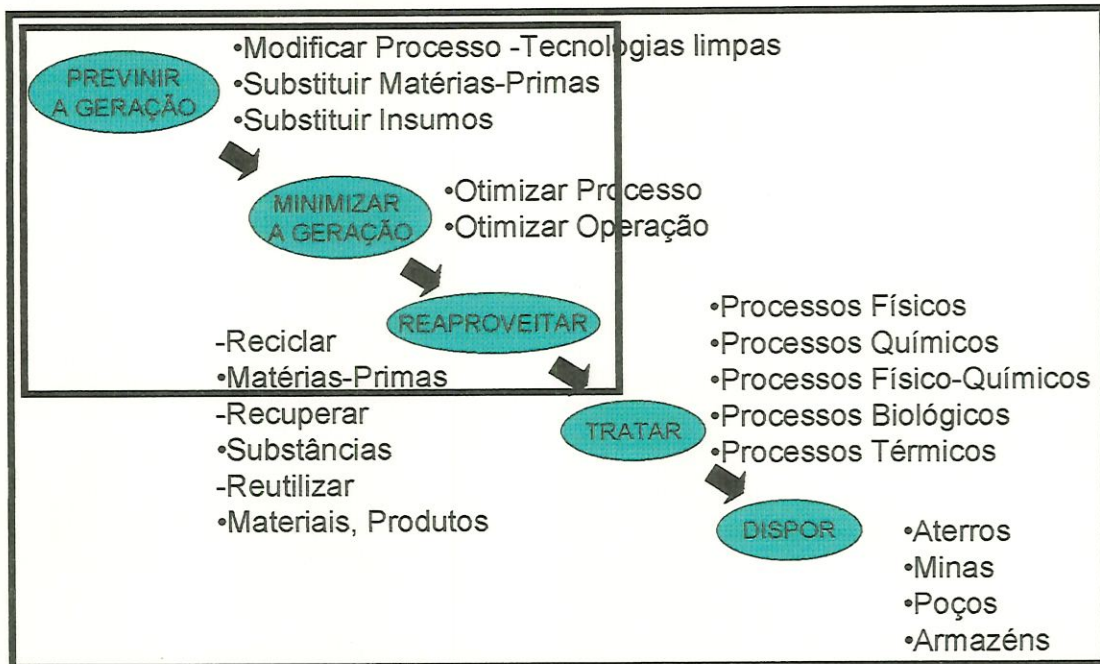 PREVINIR
A GERAÇÃO
•Modificar Processo -Tecnologias limpas
•Substituir Matérias-Primas
•Substituir Insumos
MINIMIZAR
A GERAÇÃO
•Otimizar Processo
•Otimizar Operação
REAPROVEITAR
-Reciclar
•Matérias-Primas
-Recuperar
•Substâncias
-Reutilizar
•Materiais, Produtos
TRATAR
•Processos Físicos
•Processos Químicos
•Processos Físico-Químicos
•Processos Biológicos
•Processos Térmicos
DISPOR
•Aterros
•Minas
•Poços
•Armazéns